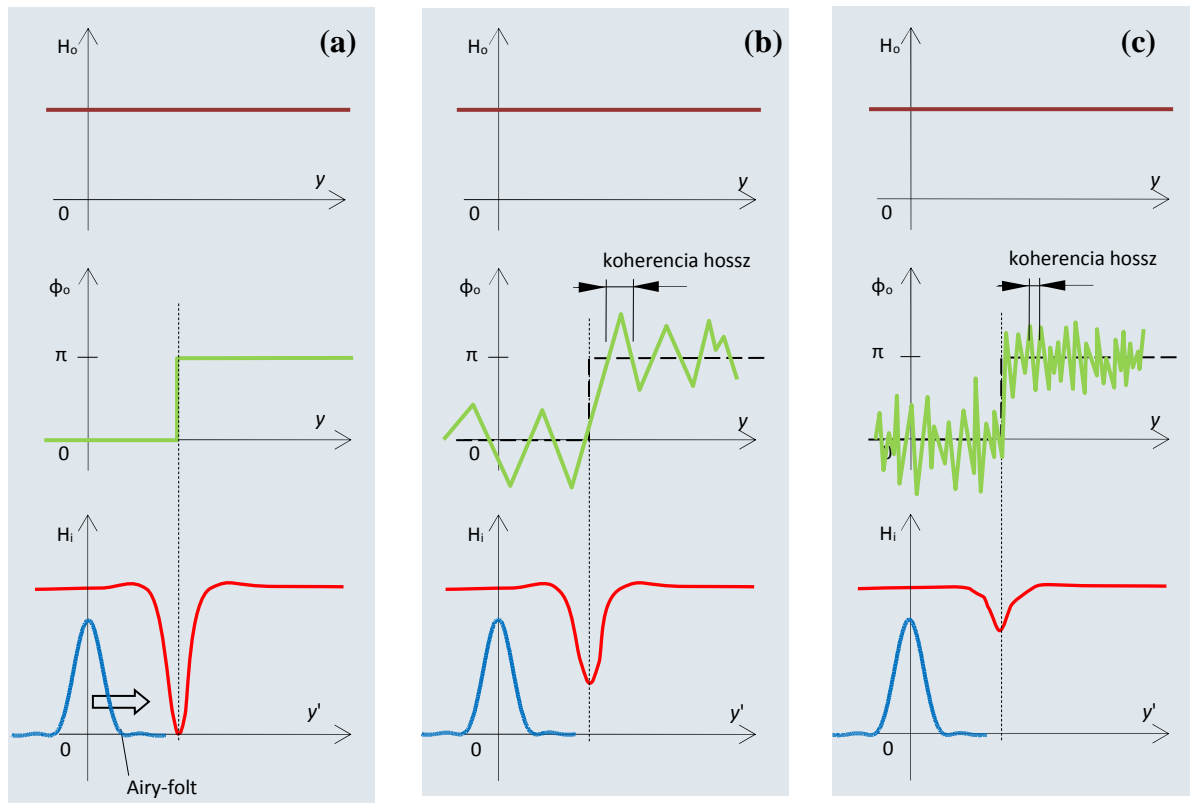 (a)
Hₒ
y
0
ϕₒ
π
y
0
Hᵢ
y'
0
Airy-folt
(b)
Hₒ
y
0
koherencia hossz
ϕₒ
π
y
0
Hᵢ
y'
0
(c)
Hₒ
y
0
koherencia hossz
ϕₒ
π
y
0
Hᵢ
y'
0